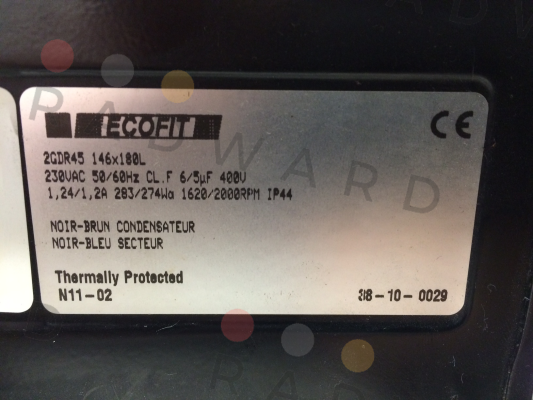 ECOFIT
CE
2GDR45 146x180L
230VAC 50/60Hz CL.F 6/5µF 400V
1,24/1,2A 283/274Wa 1620/2000RPM IP44
NOIR-BRUN CONDENSATEUR
NOIR-BLEU SECTEUR
Thermally Protected
N11-02
38-10-0029
RADWARD